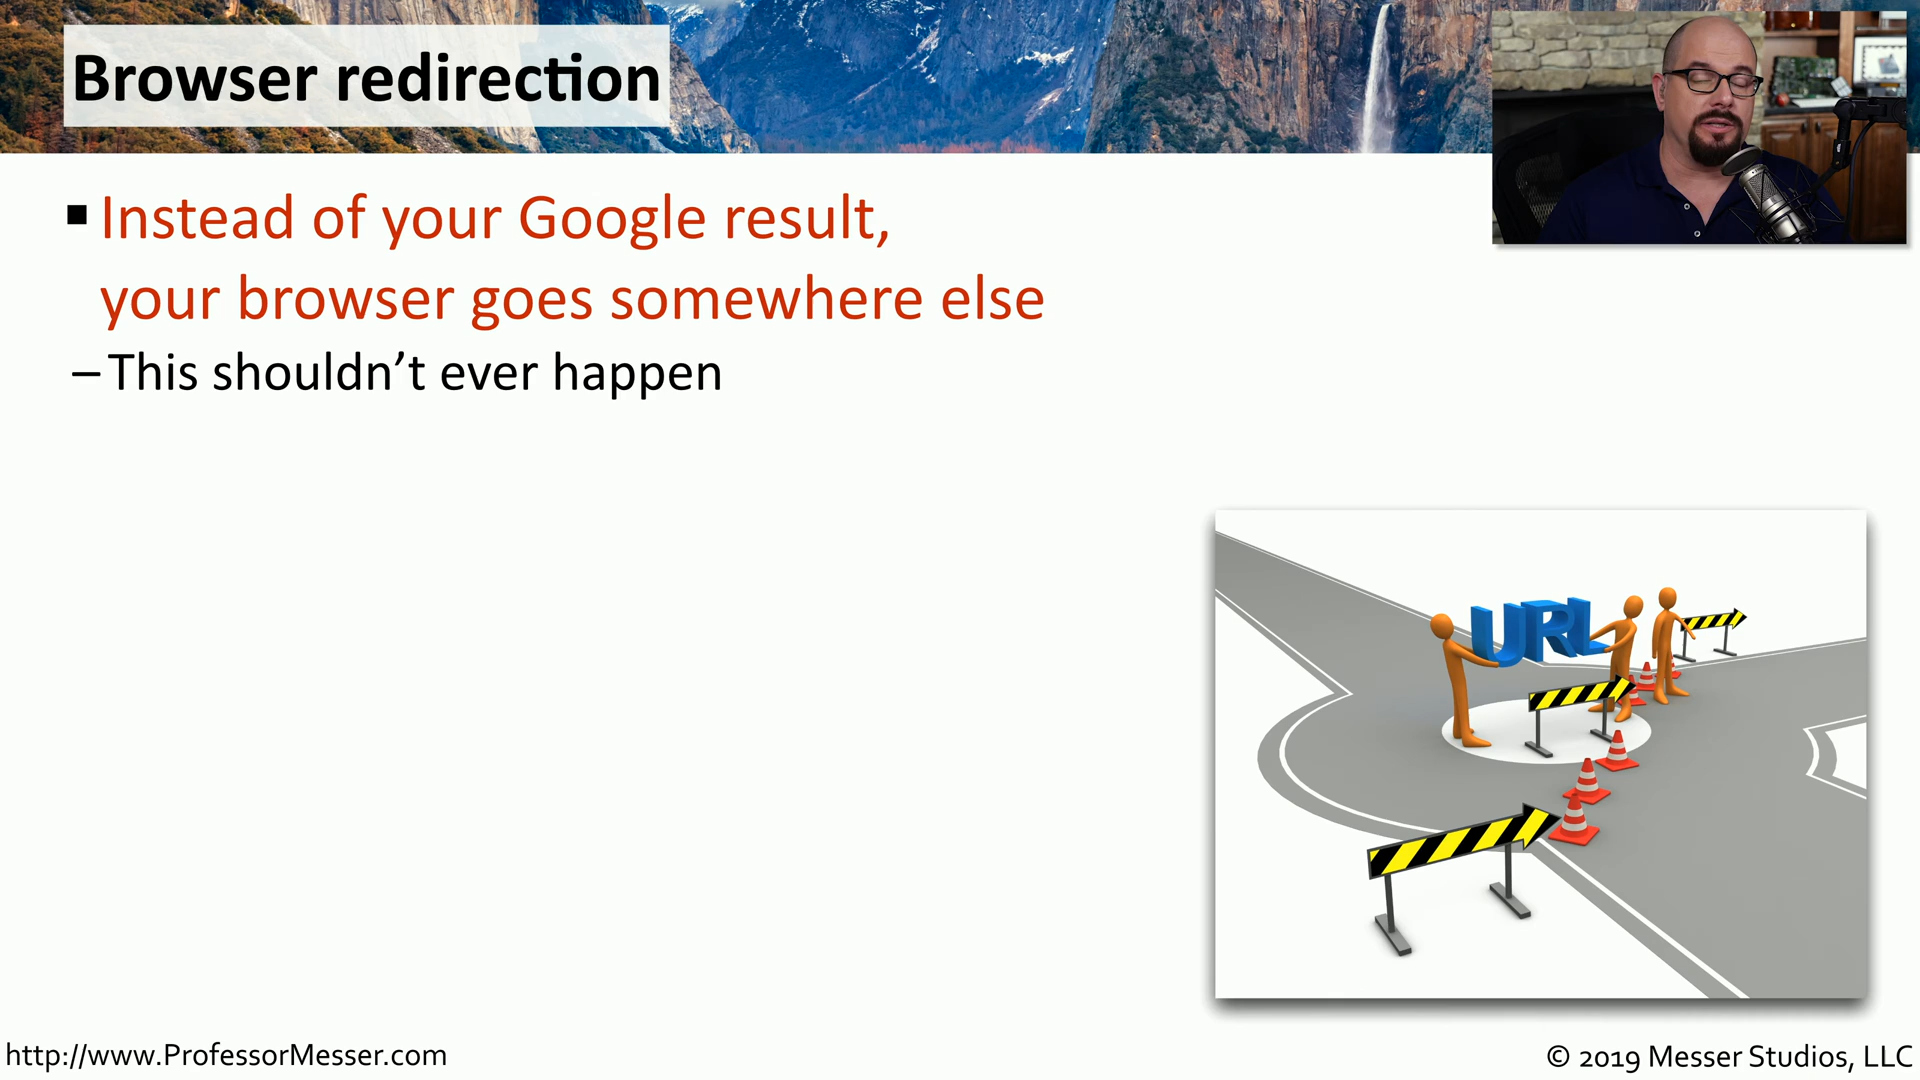 Browser redirection
▪ Instead of your Google result,
your browser goes somewhere else
– This shouldn’t ever happen
URL
http://www.ProfessorMesser.com
© 2019 Messer Studios, LLC